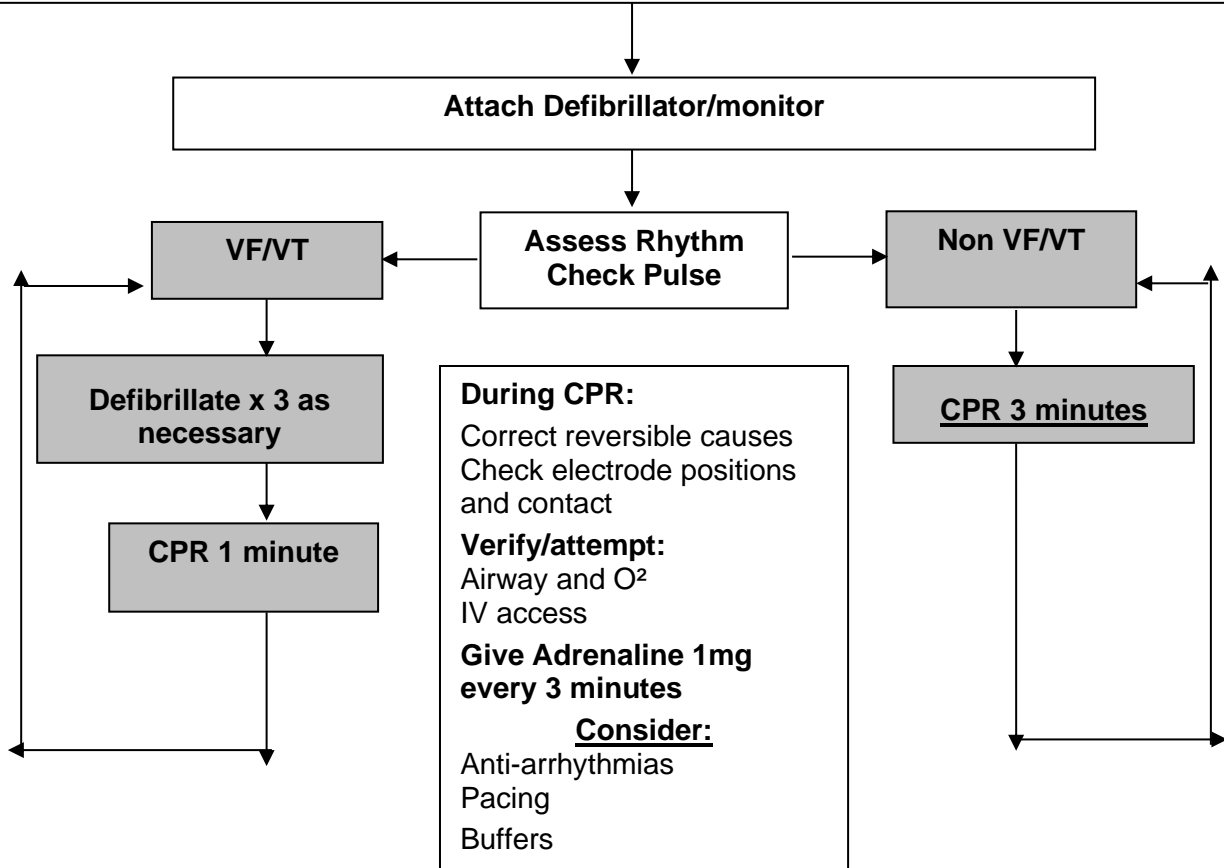 Attach Defibrillator/monitor
Assess Rhythm
Check Pulse
VF/VT
Non VF/VT
Defibrillate x 3 as
necessary
CPR 1 minute
During CPR:
Correct reversible causes
Check electrode positions
and contact
Verify/attempt:
Airway and O²
IV access
Give Adrenaline 1mg
every 3 minutes
Consider:
Anti-arrhythmias
Pacing
Buffers
CPR 3 minutes